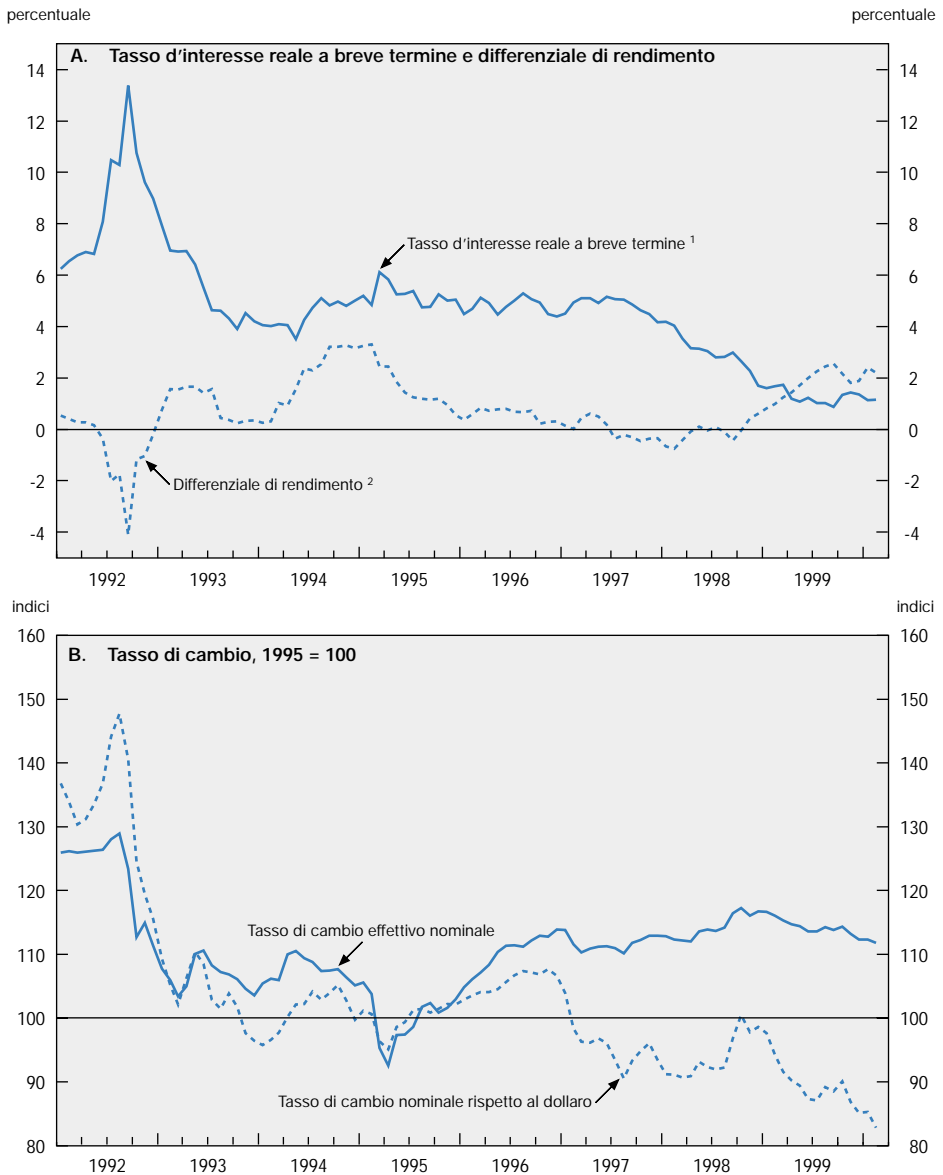 percentuale percentuale
A. Tasso d'interesse reale a breve termine e differenziale di rendimento
14 14
12 12
10 10
8 8
6 6
4 4
2 2
0 0
-2 -2
-4 -4
Tasso d'interesse reale a breve termine 1
Differenziale di rendimento 2
1992 1993 1994 1995 1996 1997 1998 1999
indici indici
B. Tasso di cambio, 1995 = 100
160 160
150 150
140 140
130 130
120 120
110 110
100 100
90 90
80 80
Tasso di cambio effettivo nominale
Tasso di cambio nominale rispetto al dollaro
1992 1993 1994 1995 1996 1997 1998 1999